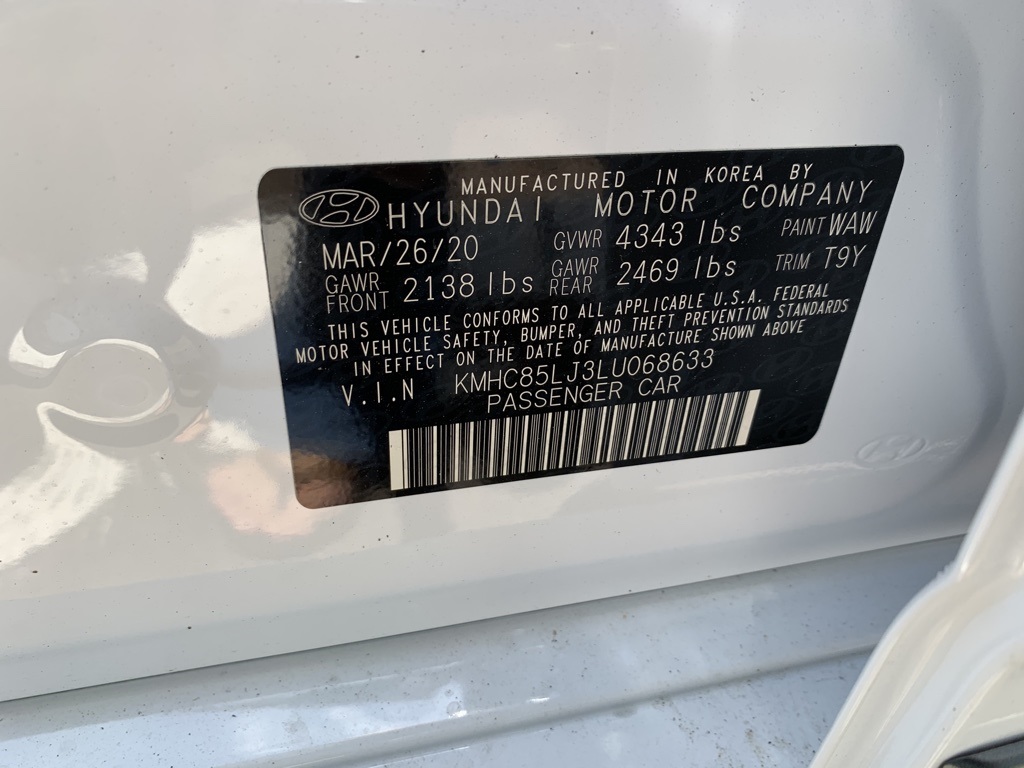 MANUFACTURED IN KOREA BY
HYUNDAI MOTOR COMPANY
MAR/26/20 GVWR 4343 lbs PAINT WAW
GAWR FRONT 2138 lbs GAWR REAR 2469 lbs TRIM T9Y
THIS VEHICLE CONFORMS TO ALL APPLICABLE U.S.A. FEDERAL
MOTOR VEHICLE SAFETY, BUMPER, AND THEFT PREVENTION STANDARDS
IN EFFECT ON THE DATE OF MANUFACTURE SHOWN ABOVE
V.I.N KMHC85LJ3LU068633
PASSENGER CAR